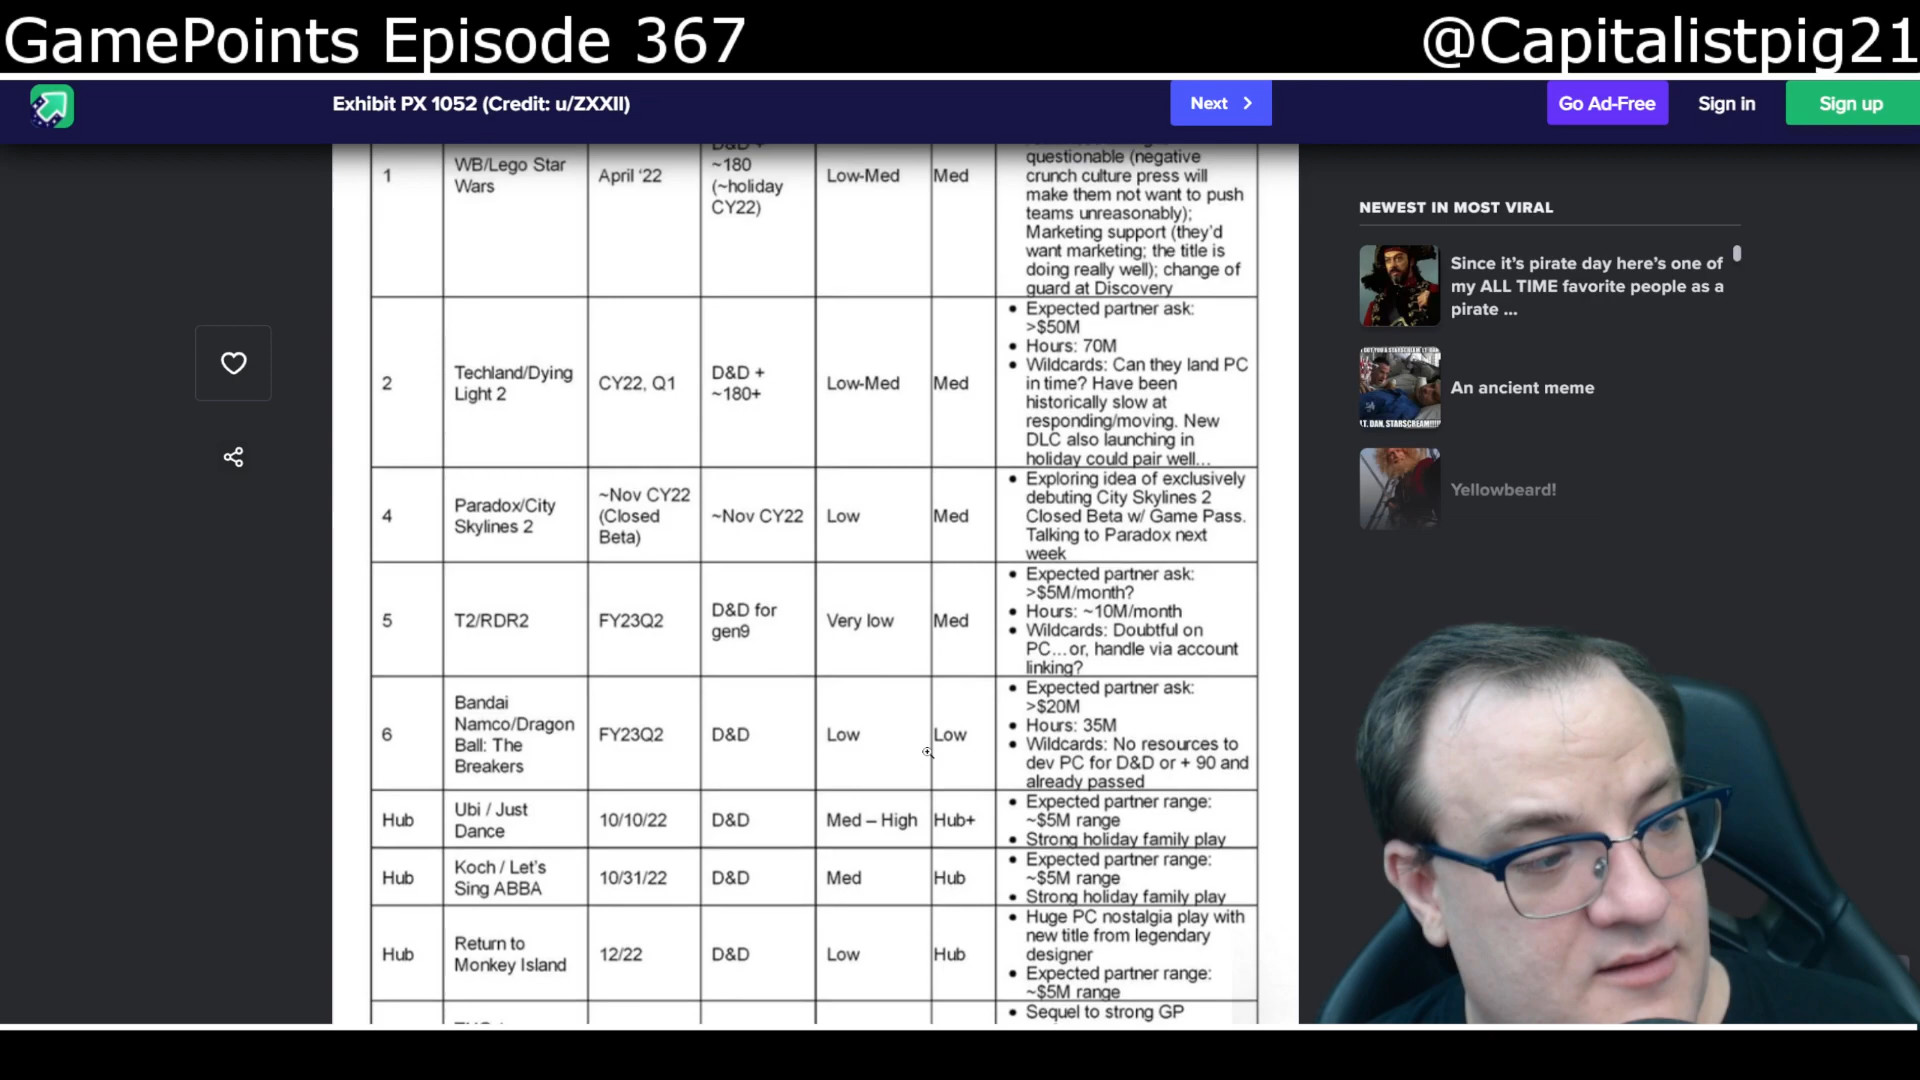 GamePoints Episode 367
@Capitalistpig21
Exhibit PX 1052 (Credit: u/ZXXII)
Next
Go Ad-Free
Sign in
Sign up
1
WB/Lego Star
Wars
April '22
D&D +
~180
(~holiday
CY22)
Low-Med
Med
questionable (negative
crunch culture press will
make them not want to push
teams unreasonably);
Marketing support (they'd
want marketing; the title is
doing really well); change of
guard at Discovery
2
Techland/Dying
Light 2
CY22, Q1
D&D +
~180+
Low-Med
Med
• Expected partner ask:
>$50M
• Hours: 70M
• Wildcards: Can they land PC
in time? Have been
historically slow at
responding/moving. New
DLC also launching in
holiday could pair well...
4
Paradox/City
Skylines 2
~Nov CY22
(Closed
Beta)
~Nov CY22
Low
Med
• Exploring idea of exclusively
debuting City Skylines 2
Closed Beta w/ Game Pass.
Talking to Paradox next
week
5
T2/RDR2
FY23Q2
D&D for
gen9
Very low
Med
• Expected partner ask:
>$5M/month?
• Hours: ~10M/month
• Wildcards: Doubtful on
PC...or, handle via account
linking?
6
Bandai
Namco/Dragon
Ball: The
Breakers
FY23Q2
D&D
Low
Low
• Expected partner ask:
>$20M
• Hours: 35M
• Wildcards: No resources to
dev PC for D&D or + 90 and
already passed
Hub
Ubi / Just
Dance
10/10/22
D&D
Med – High
Hub+
• Expected partner range:
~$5M range
• Strong holiday family play
Hub
Koch / Let's
Sing ABBA
10/31/22
D&D
Med
Hub
• Expected partner range:
~$5M range
• Strong holiday family play
Hub
Return to
Monkey Island
12/22
D&D
Low
Hub
• Huge PC nostalgia play with
new title from legendary
designer
• Expected partner range:
~$5M range
• Sequel to strong GP
NEWEST IN MOST VIRAL
Since it's pirate day here's one of
my ALL TIME favorite people as a
pirate ...
An ancient meme
LT. DAN, STARSCREAM!!!!!
Yellowbeard!